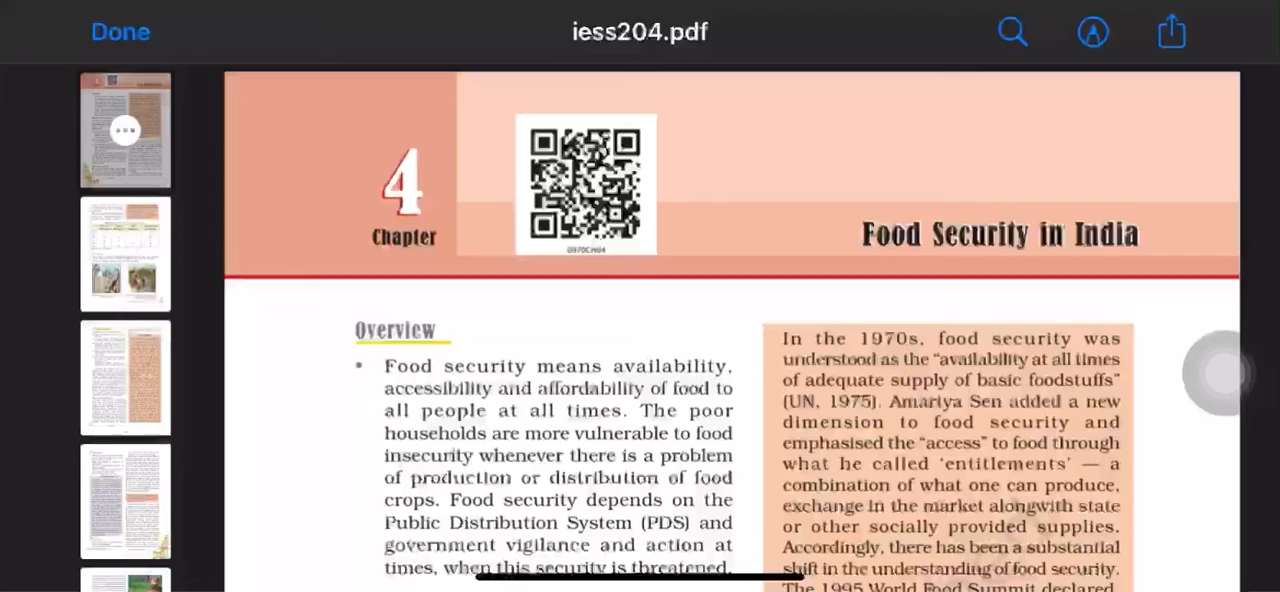 Done
iess204.pdf
4
Chapter
0970CH04
Food Security in India
Overview
• Food security means availability,
accessibility and affordability of food to
all people at all times. The poor
households are more vulnerable to food
insecurity whenever there is a problem
of production or distribution of food
crops. Food security depends on the
Public Distribution System (PDS) and
government vigilance and action at
times, when this security is threatened.
In the 1970s, food security was
understood as the “availability at all times
of adequate supply of basic foodstuffs”
(UN, 1975). Amartya Sen added a new
dimension to food security and
emphasised the “access” to food through
what he called ‘entitlements’ — a
combination of what one can produce,
exchange in the market alongwith state
or other socially provided supplies.
Accordingly, there has been a substantial
shift in the understanding of food security.
The 1995 World Food Summit declared,